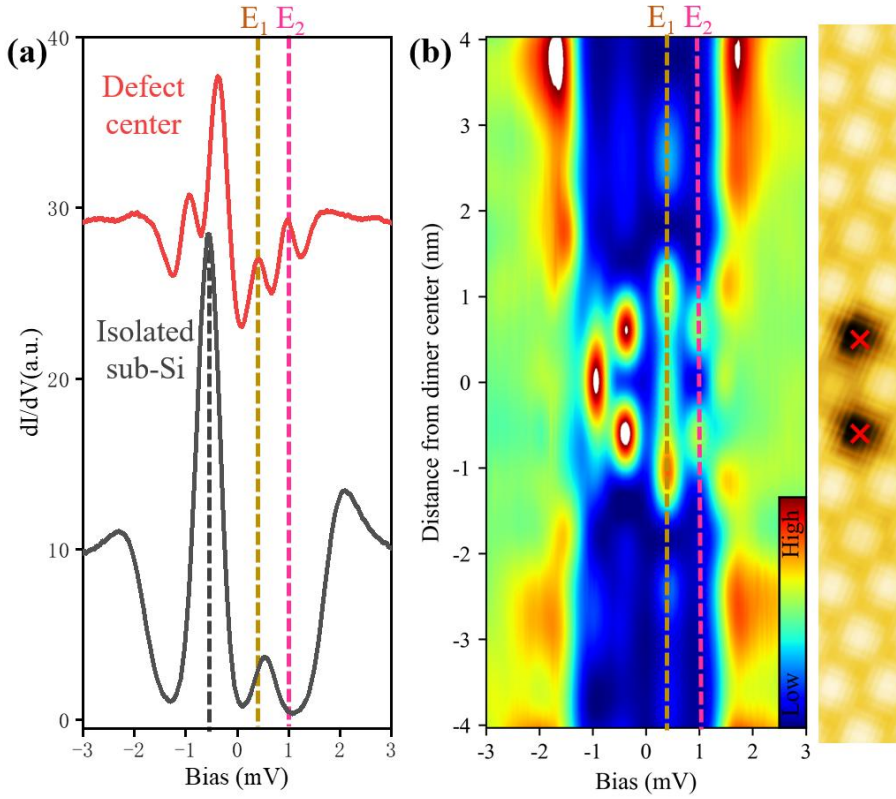 E1 E2
(a)
Defect
center
Isolated
sub-Si
dI/dV(a.u.)
40
30
20
10
0
-3 -2 -1 0 1 2 3
Bias (mV)
E1 E2
(b)
Distance from dimer center (nm)
4
3
2
1
0
-1
-2
-3
-4
High
Low
-3 -2 -1 0 1 2 3
Bias (mV)